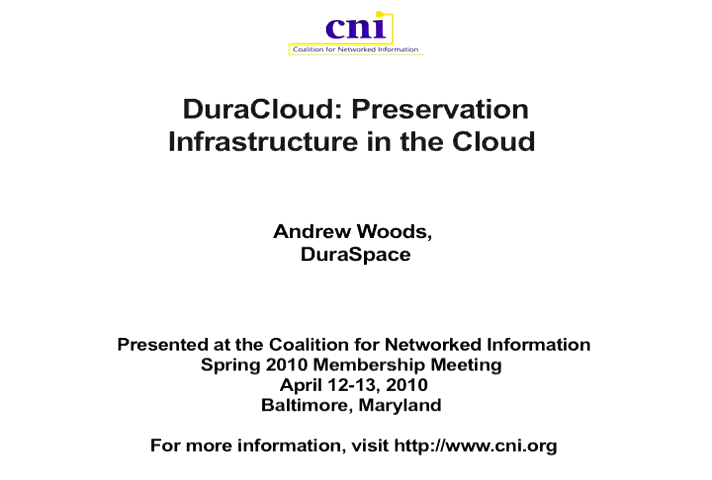 cni
Coalition for Networked Information
DuraCloud: Preservation
Infrastructure in the Cloud
Andrew Woods,
DuraSpace
Presented at the Coalition for Networked Information
Spring 2010 Membership Meeting
April 12-13, 2010
Baltimore, Maryland
For more information, visit http://www.cni.org